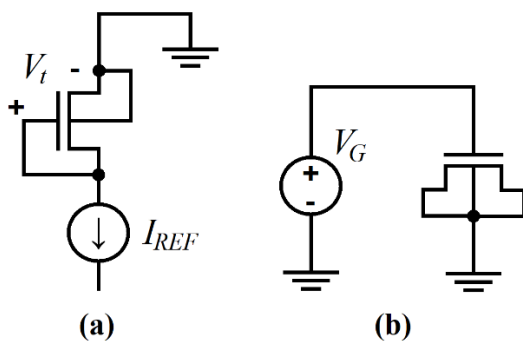 V_t -
+
V_G
+
-
I_REF
(a) (b)